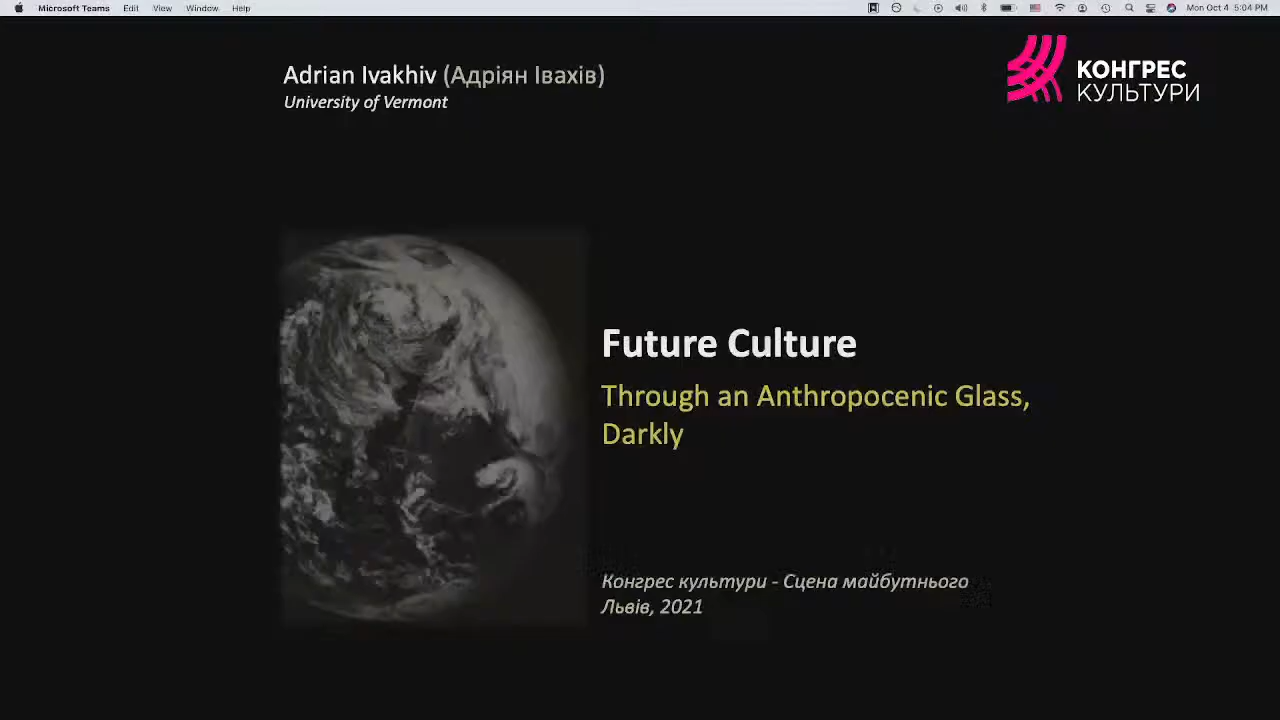 Microsoft Teams Edit View Window Help Mon Oct 4 5:04 PM
Adrian Ivakhiv (Адріян Івахів)
University of Vermont
КОНГРЕС
КУЛЬТУРИ
Future Culture
Through an Anthropocenic Glass,
Darkly
Конгрес культури - Сцена майбутнього
Львів, 2021